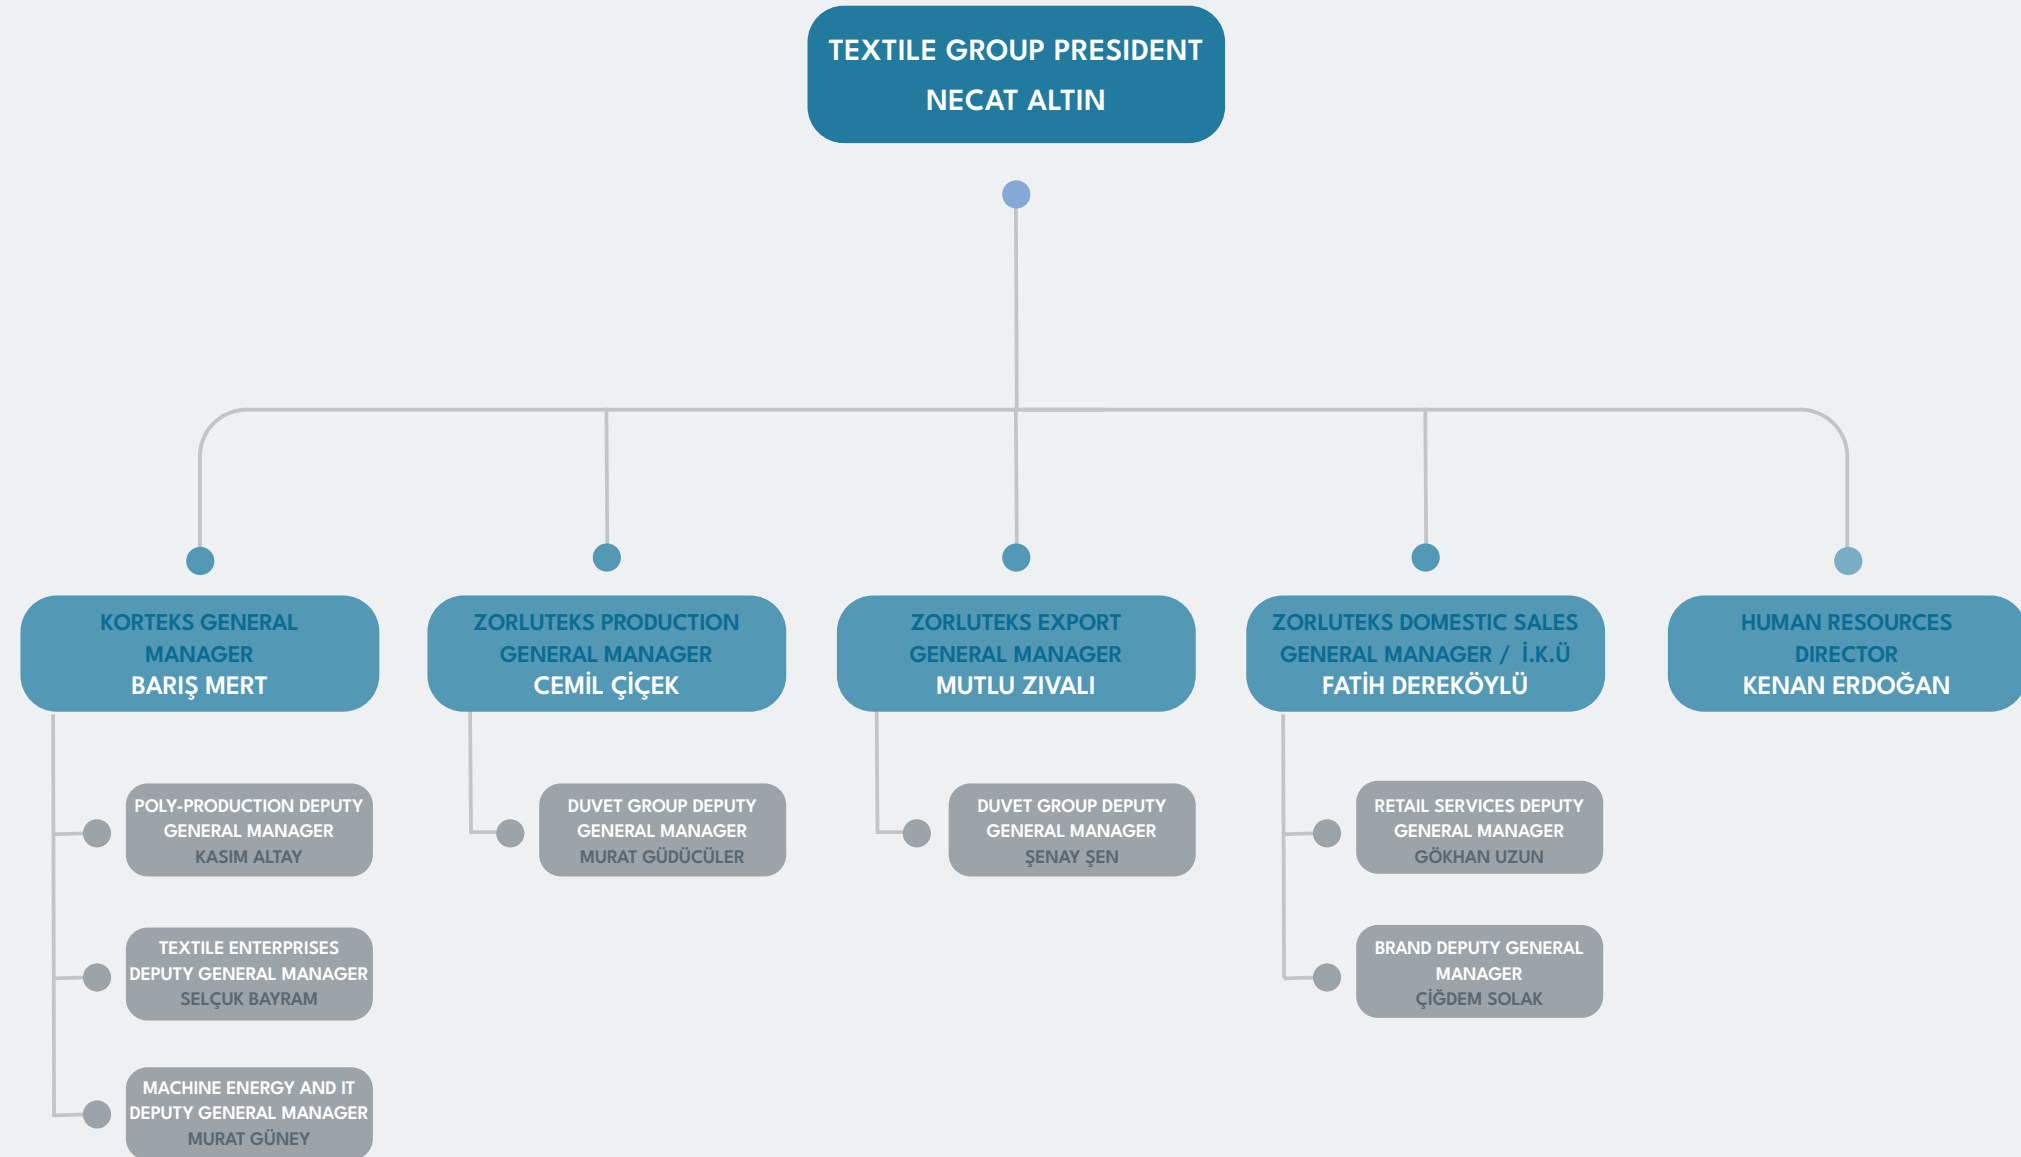 TEXTILE GROUP PRESIDENT
NECAT ALTIN
KORTEKS GENERAL
MANAGER
BARIŞ MERT
ZORLUTEKS PRODUCTION
GENERAL MANAGER
CEMİL ÇİÇEK
ZORLUTEKS EXPORT
GENERAL MANAGER
MUTLU ZIVALI
ZORLUTEKS DOMESTIC SALES
GENERAL MANAGER / İ.K.Ü
FATİH DEREKÖYLÜ
HUMAN RESOURCES
DIRECTOR
KENAN ERDOĞAN
POLY-PRODUCTION DEPUTY
GENERAL MANAGER
KASIM ALTAY
TEXTILE ENTERPRISES
DEPUTY GENERAL MANAGER
SELÇUK BAYRAM
MACHINE ENERGY AND IT
DEPUTY GENERAL MANAGER
MURAT GÜNEY
DUVET GROUP DEPUTY
GENERAL MANAGER
MURAT GÜDÜCÜLER
DUVET GROUP DEPUTY
GENERAL MANAGER
ŞENAY ŞEN
RETAIL SERVICES DEPUTY
GENERAL MANAGER
GÖKHAN UZUN
BRAND DEPUTY GENERAL
MANAGER
ÇİĞDEM SOLAK